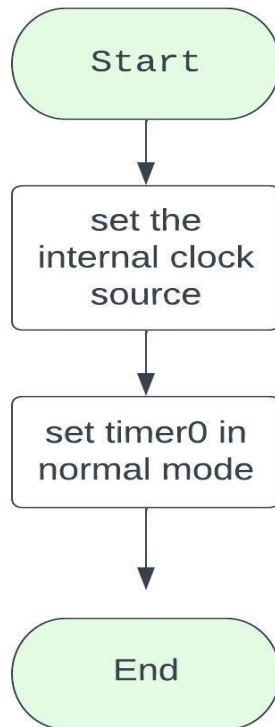 Start
set the
internal clock
source
set timer0 in
normal mode
End